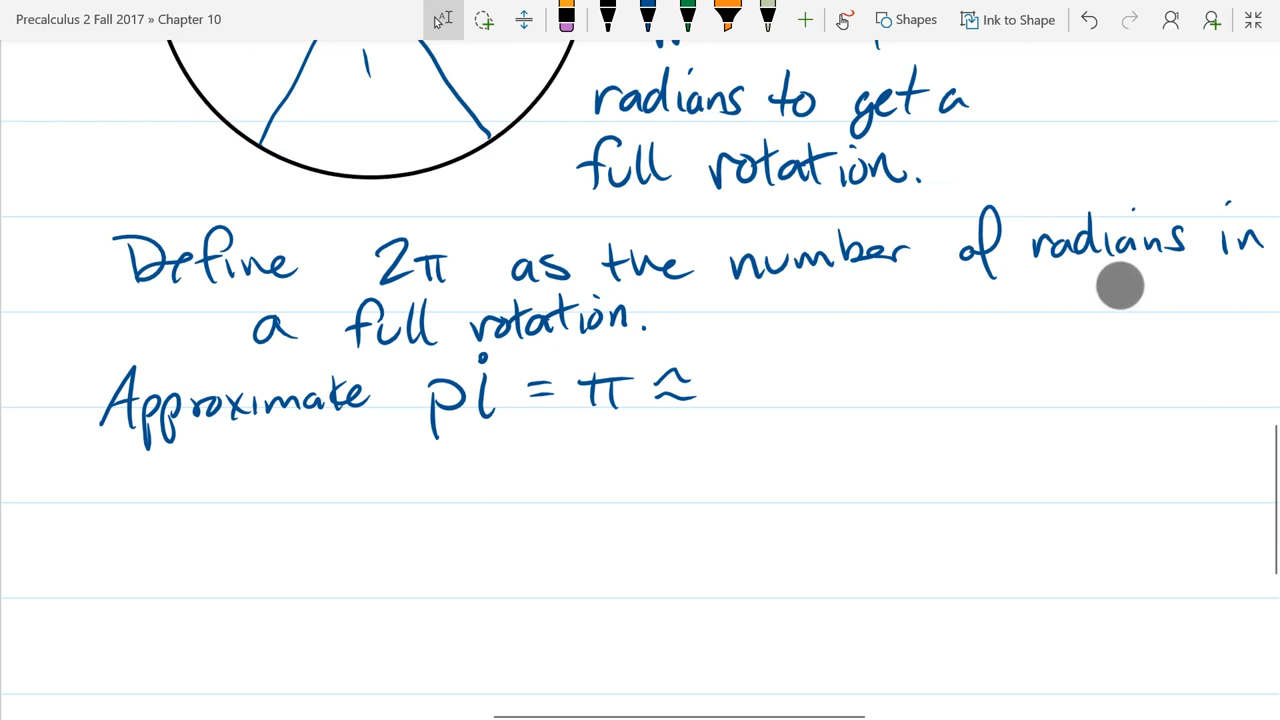 Precalculus 2 Fall 2017 » Chapter 10
Shapes
Ink to Shape
radians to get a
full rotation.
Define 2π as the number of radians in
a full rotation.
Approximate pi = π ≈